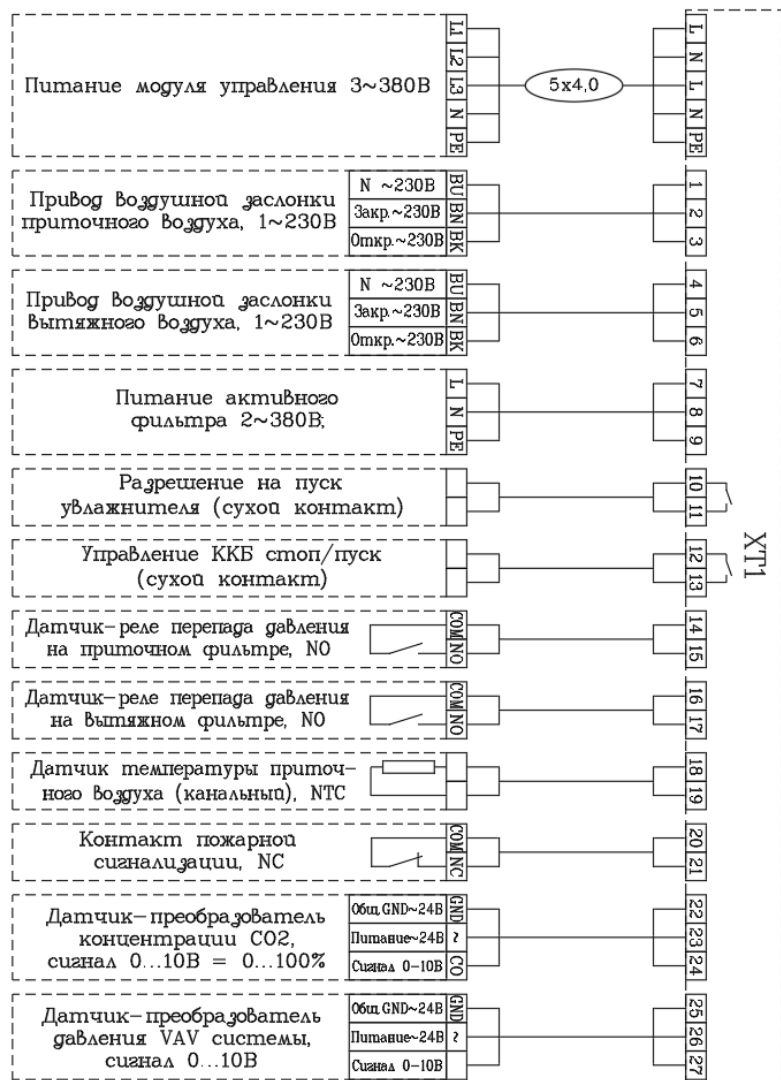 Питание модуля управления 3~380В
L1
L2
L3
N
PE
5х4,0
L
N
L
N
PE
Привод воздушной заслонки
приточного воздуха, 1~230В
N ~230В
Закр.~230В
Откр.~230В
BU
BN
BK
1
2
3
Привод воздушной заслонки
вытяжного воздуха, 1~230В
N ~230В
Закр.~230В
Откр.~230В
BU
BN
BK
4
5
6
Питание активного
фильтра 2~380В;
L
N
PE
7
8
9
Разрешение на пуск
увлажнителя (сухой контакт)
10
11
Управление ККБ стоп/пуск
(сухой контакт)
12
13
XT1
Датчик-реле перепада давления
на приточном фильтре, NO
COM
NO
14
15
Датчик-реле перепада давления
на вытяжном фильтре, NO
COM
NO
16
17
Датчик температуры приточ-
ного воздуха (канальный), NTC
18
19
Контакт пожарной
сигнализации, NC
COM
NC
20
21
Датчик-преобразователь
концентрации СО2,
сигнал 0...10В = 0...100%
Общ. GND~24В
Питание~24В
Сигнал 0-10В
GND
~
CO
22
23
24
Датчик-преобразователь
давления VAV системы,
сигнал 0...10В
Общ. GND~24В
Питание~24В
Сигнал 0-10В
GND
~
25
26
27